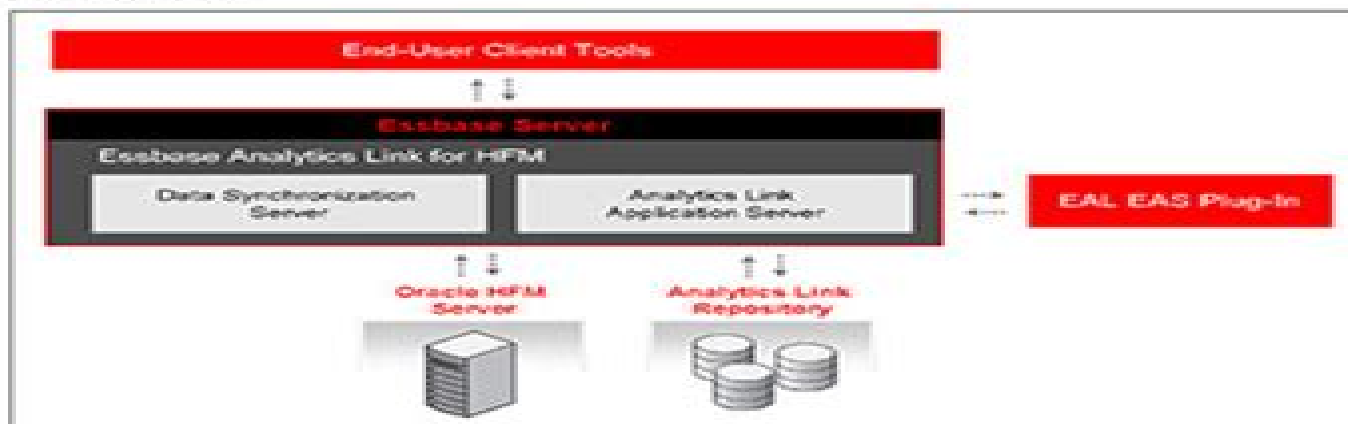 End-User Client Tools
Essbase Server
Essbase Analytics Link for HFM
Data Synchronization
Server
Analytics Link
Application Server
EAL EAS Plug-In
Oracle HFM
Server
Analytics Link
Repository